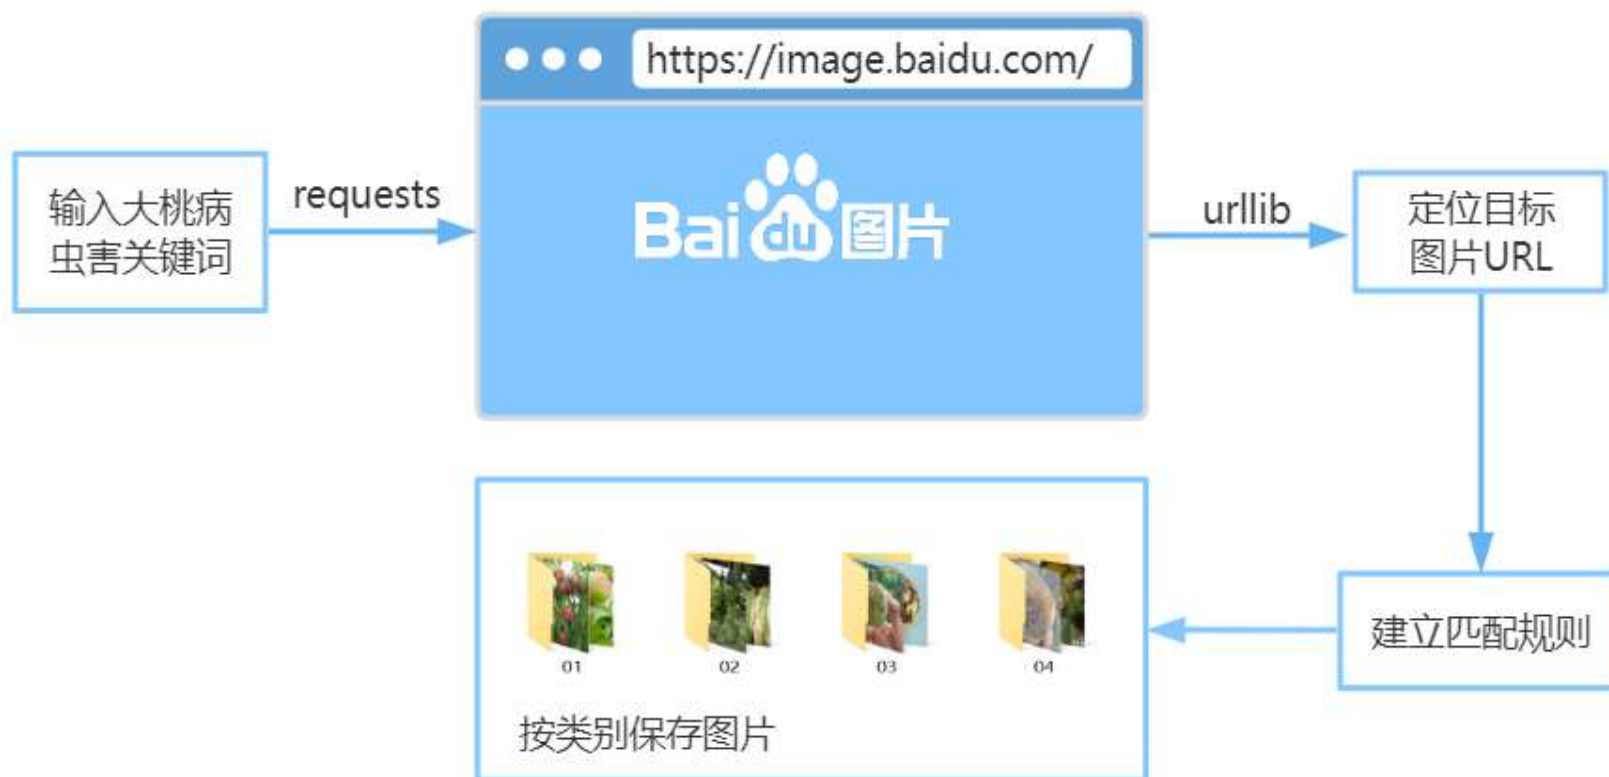 https://image.baidu.com/
输入大桃病
虫害关键词
requests
Bai du 图片
urllib
定位目标
图片URL
建立匹配规则
01
02
03
04
按类别保存图片